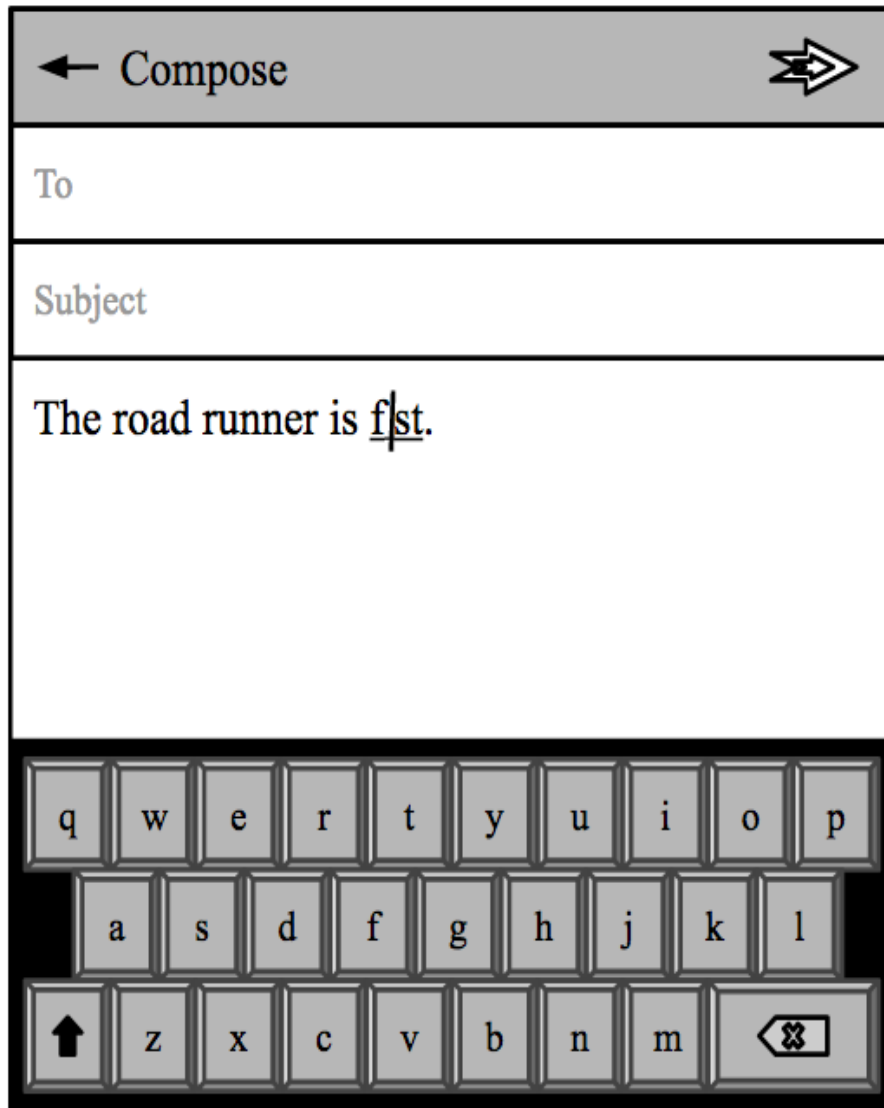 Compose
To
Subject
The road runner is fst.
q w e r t y u i o p
a s d f g h j k l
z x c v b n m